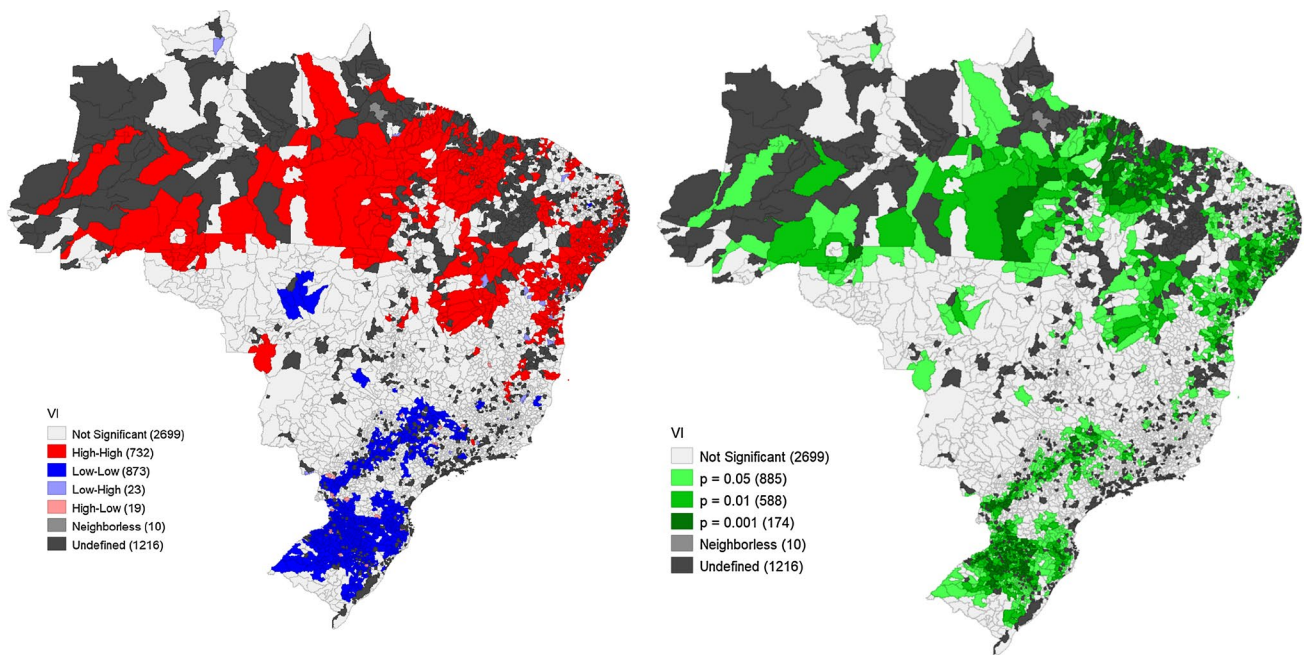 VI
Not Significant (2699)
High-High (732)
Low-Low (873)
Low-High (23)
High-Low (19)
Neighborless (10)
Undefined (1216)
VI
Not Significant (2699)
p = 0.05 (885)
p = 0.01 (588)
p = 0.001 (174)
Neighborless (10)
Undefined (1216)